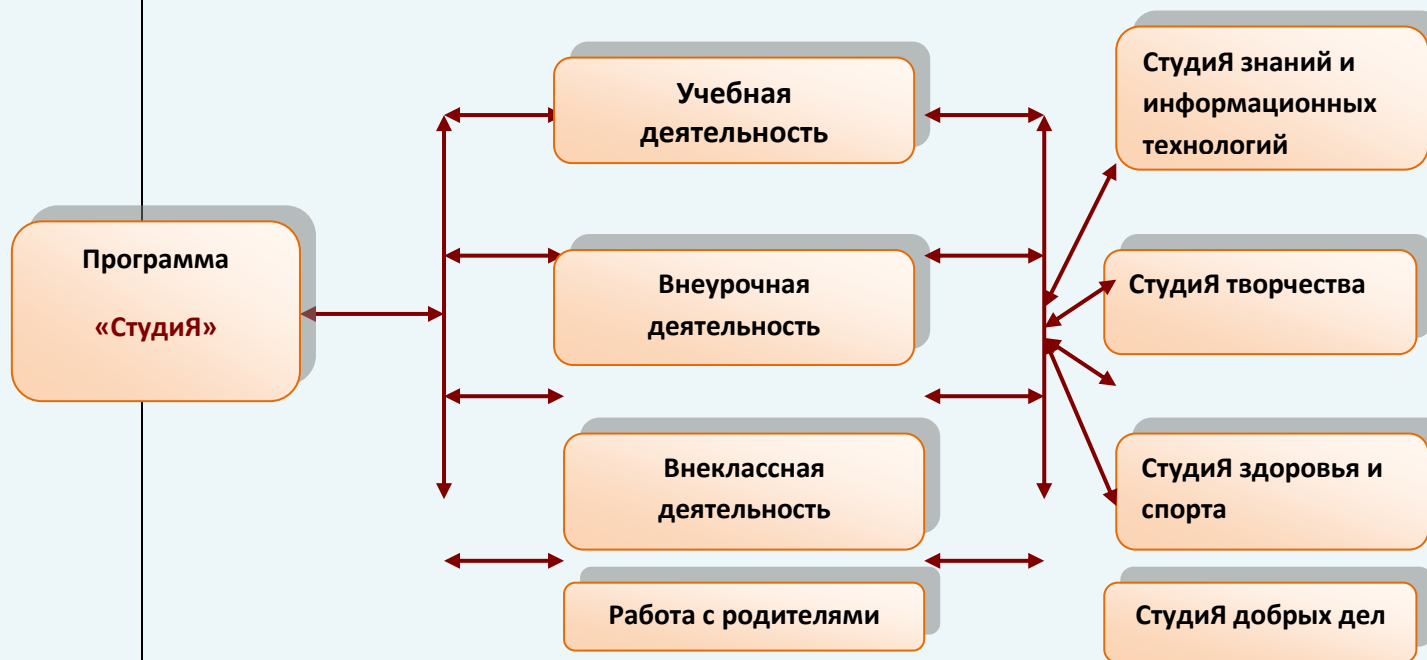 Программа
«СтудиЯ»
Учебная
деятельность
Внеурочная
деятельность
Внеклассная
деятельность
Работа с родителями
СтудиЯ знаний и
информационных
технологий
СтудиЯ творчества
СтудиЯ здоровья и
спорта
СтудиЯ добрых дел